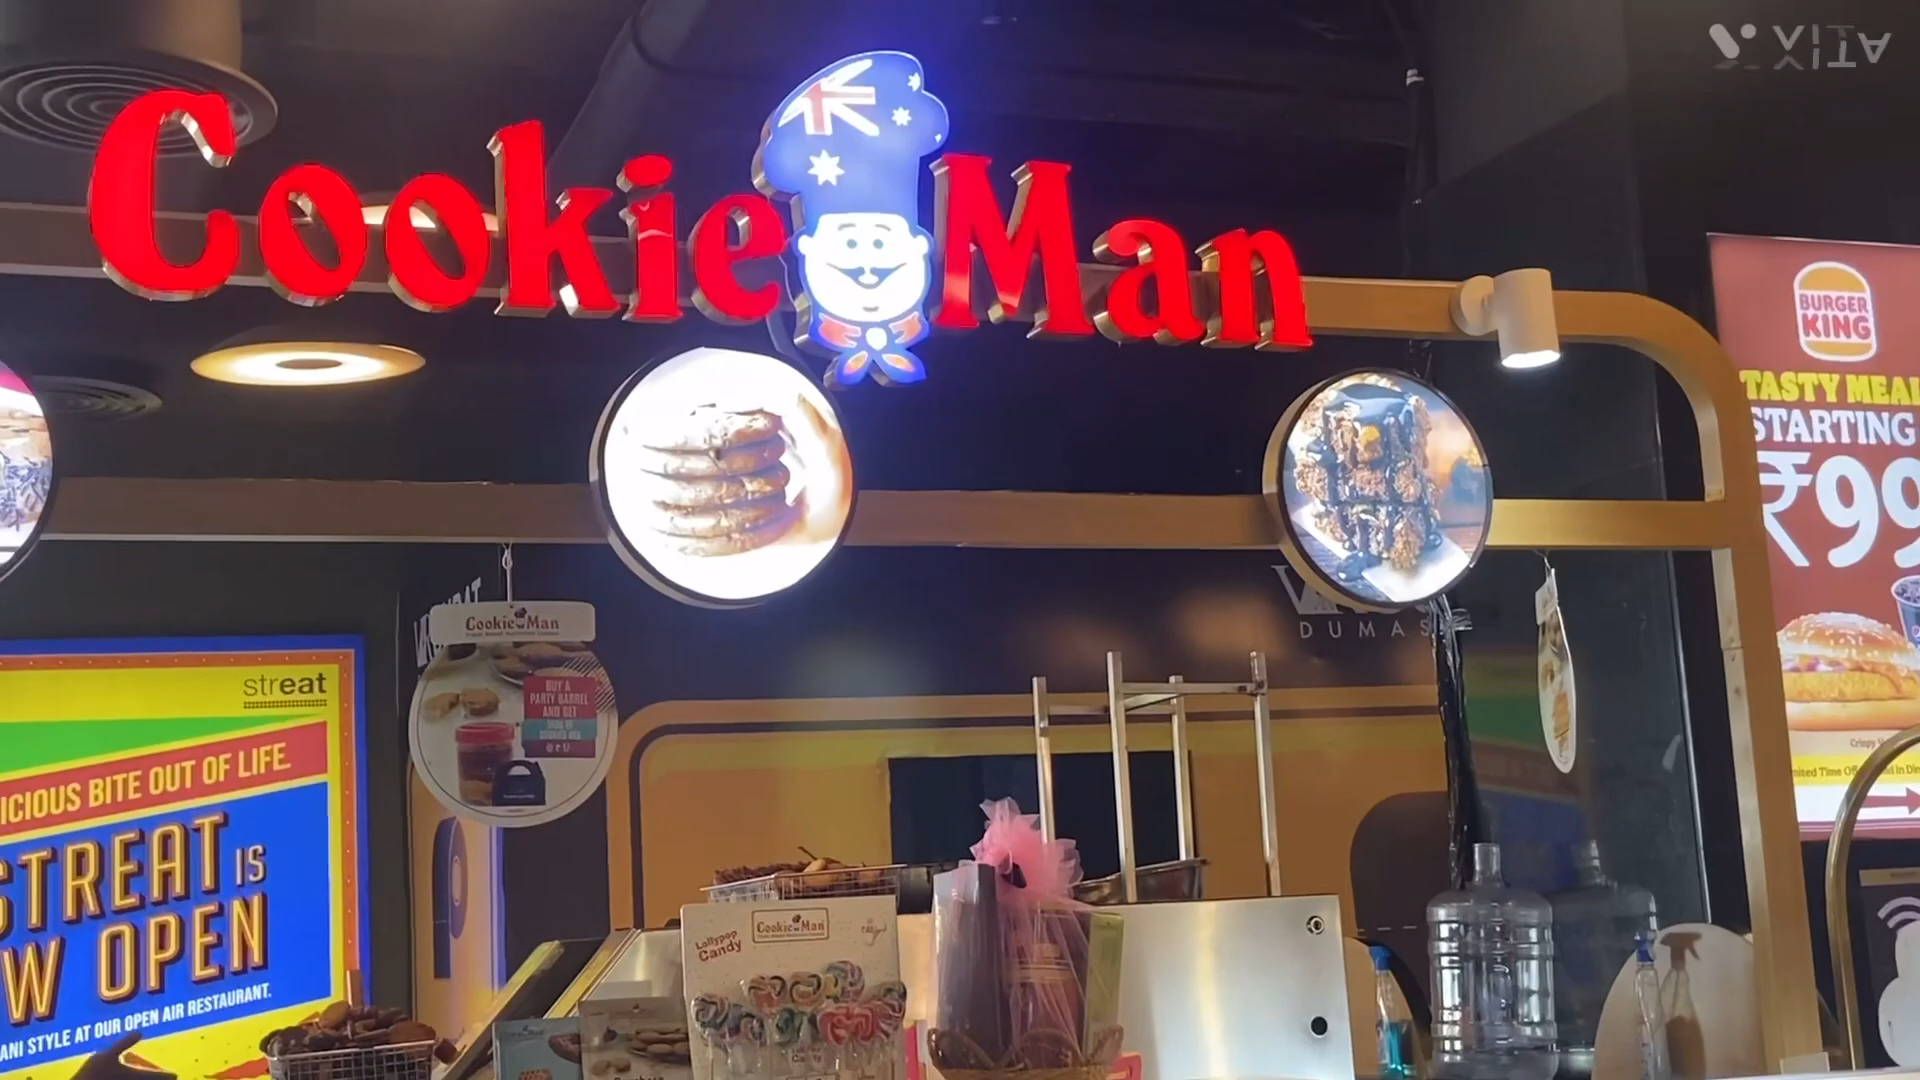 VITA
Cookie Man
BURGER
KING
TASTY MEAL
STARTING
₹99
DUMAS
Cookie Man
BUY A
PARTY BARREL
AND GET
streat
ICIOUS BITE OUT OF LIFE.
STREAT IS
W OPEN
ANI STYLE AT OUR OPEN AIR RESTAURANT.
Cookie Man
Lollypop
Candy
Crispy